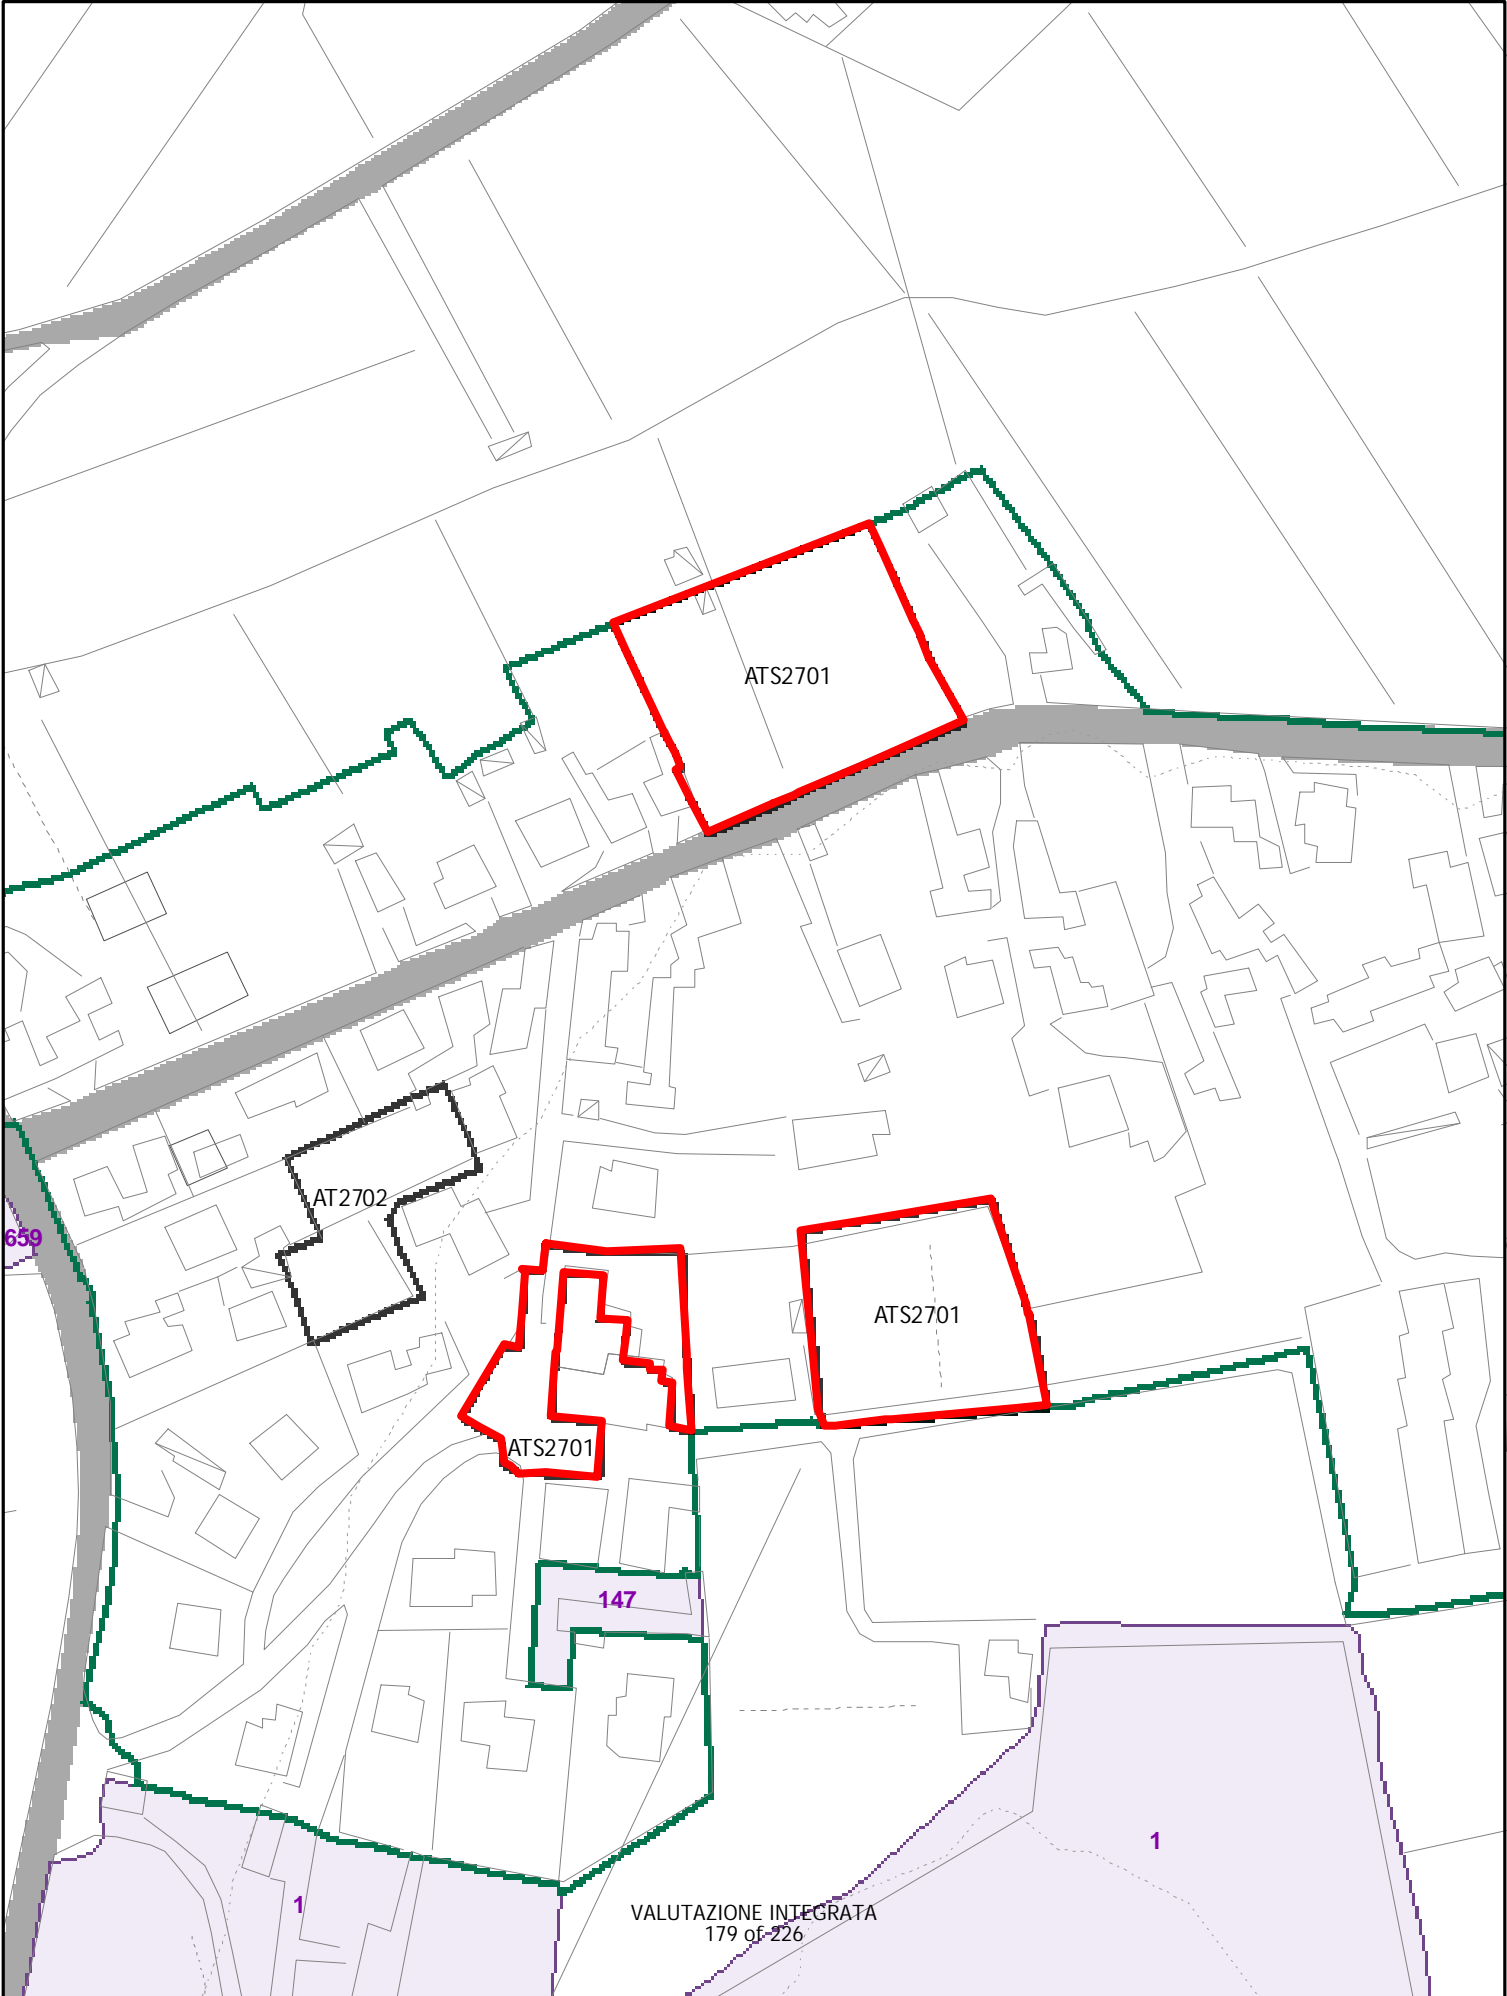 ATS2701
AT2702
659
ATS2701
ATS2701
147
1
1
VALUTAZIONE INTEGRATA
179 of 226